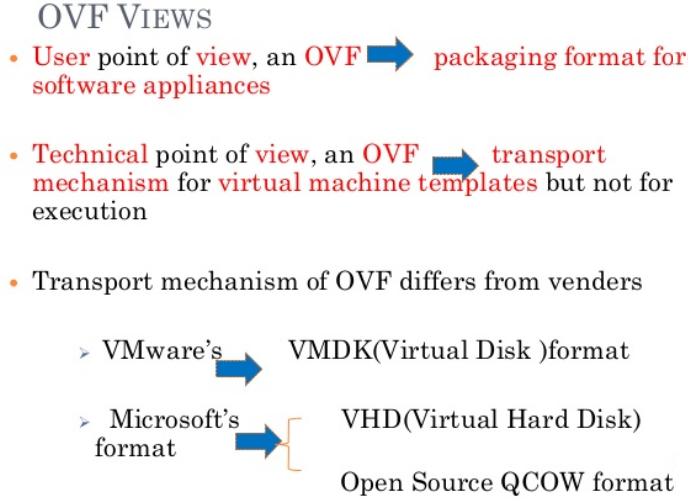 OVF VIEWS
• User point of view, an OVF packaging format for
software appliances
• Technical point of view, an OVF transport
mechanism for virtual machine templates but not for
execution
• Transport mechanism of OVF differs from venders
➢ VMware's VMDK(Virtual Disk )format
➢ Microsoft's VHD(Virtual Hard Disk)
format
Open Source QCOW format